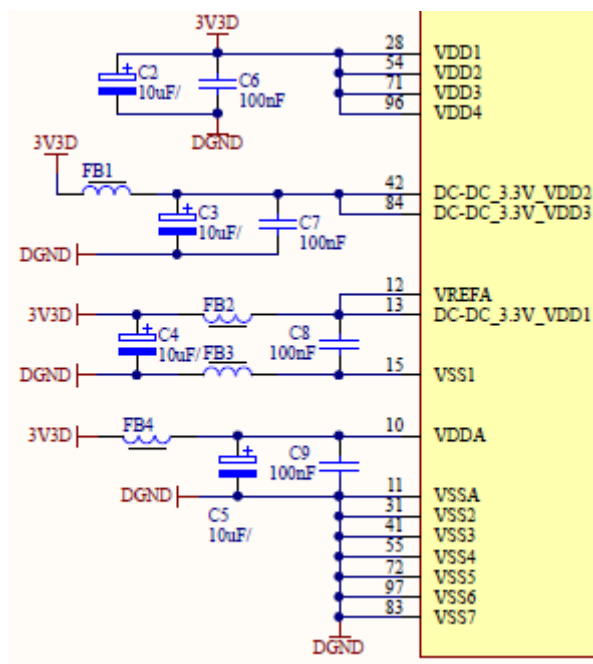 3V3D
28 VDD1
54 VDD2
C2 C6
71 VDD3
10uF/ 100nF
96 VDD4
DGND
3V3D
FB1
42 DC-DC_3.3V_VDD2
84 DC-DC_3.3V_VDD3
C3 C7
10uF/ 100nF
DGND
12 VREFA
3V3D FB2 13 DC-DC_3.3V_VDD1
C4 C8
10uF/ FB3 100nF
DGND 15 VSS1
3V3D FB4 10 VDDA
C9
100nF
DGND 11 VSSA
C5 31 VSS2
10uF/ 41 VSS3
55 VSS4
72 VSS5
97 VSS6
83 VSS7
DGND